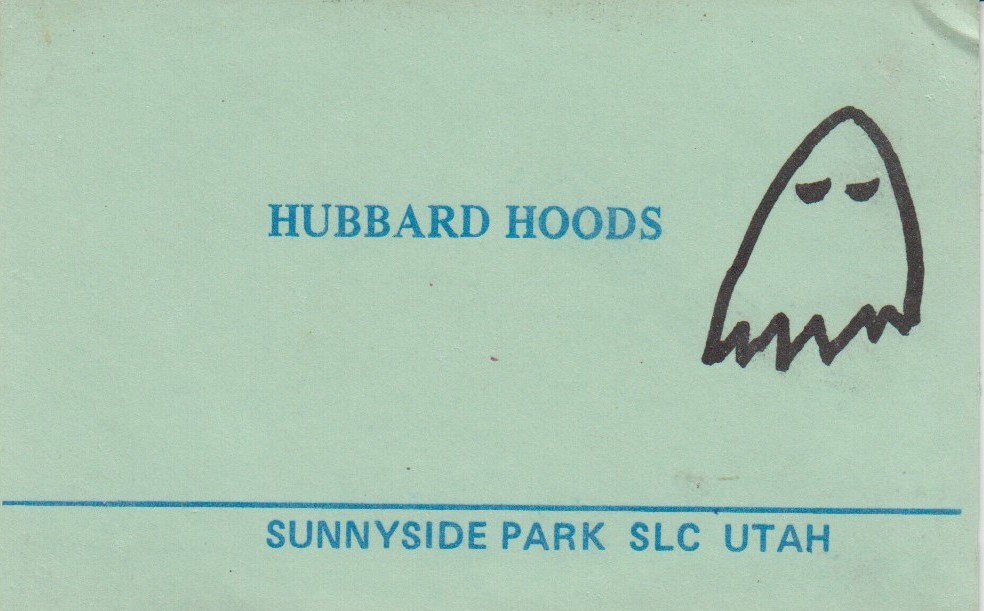 HUBBARD HOODS
SUNNYSIDE PARK SLC UTAH